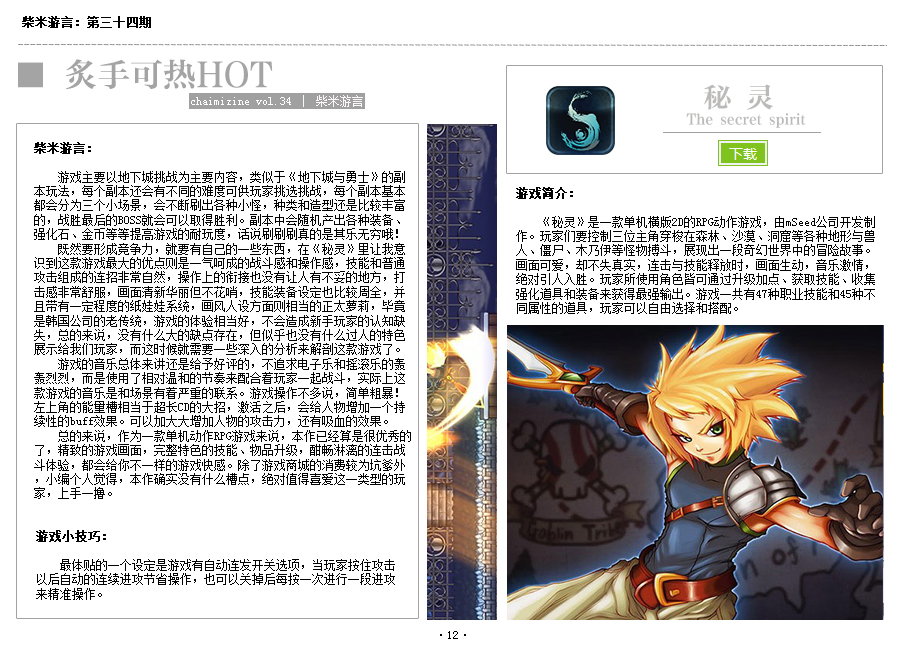 柴米游言：第三十四期
炙手可热HOT
chaimizine vol.34 | 柴米游言
柴米游言：
游戏主要以地下城挑战为主要内容，类似于《地下城与勇士》的副
本玩法，每个副本还会有不同的难度可供玩家挑选挑战，每个副本基本
都会分为三个小场景，会不断刷出各种小怪，种类和造型还是比较丰富
的，战胜最后的BOSS就会可以取得胜利。副本中会随机产出各种装备、
强化石、金币等等提高游戏的耐玩度，话说刷刷刷真的是其乐无穷哦！
既然要形成竞争力，就要有自己的一些东西，在《秘灵》里让我意
识到这款游戏最大的优点则是一气呵成的战斗感和操作感，技能和普通
攻击组成的连招非常自然，操作上的衔接也没有让人有不妥的地方，打
击感非常舒服，画面清新华丽但不花哨，技能装备设定也比较周全，并
且带有一定程度的纸娃娃系统，画风人设方面则相当的正太萝莉，毕竟
是韩国公司的老传统，游戏的体验相当好，不会造成新手玩家的认知缺
失，总的来说，没有什么大的缺点存在，但似乎也没有什么过人的特色
展示给我们玩家，而这时候就需要一些深入的分析来解剖这款游戏了。
游戏的音乐总体来讲还是给予好评的，不追求电子乐和摇滚乐的轰
轰烈烈，而是使用了相对温和的节奏来配合着玩家一起战斗，实际上这
款游戏的音乐是和场景有着严重的联系。游戏操作不多说，简单粗暴！
左上角的能量槽相当于超长CD的大招，激活之后，会给人物增加一个持
续性的buff效果。可以加大大增加人物的攻击力，还有吸血的效果。
总的来说，作为一款单机动作RPG游戏来说，本作已经算是很优秀的
了，精致的游戏画面，完整特色的技能、物品升级，酣畅淋漓的连击战
斗体验，都会给你不一样的游戏快感。除了游戏商城的消费较为坑爹外
，小编个人觉得，本作确实没有什么槽点，绝对值得喜爱这一类型的玩
家，上手一撸。
游戏小技巧：
最体贴的一个设定是游戏有自动连发开关选项，当玩家按住攻击
以后自动的连续进攻节省操作，也可以关掉后每按一次进行一段进攻
来精准操作。
秘 灵
The secret spirit
下载
游戏简介：
《秘灵》是一款单机横版2D的RPG动作游戏，由mSeed公司开发制
作。玩家们要控制三位主角穿梭在森林、沙漠、洞窟等各种地形与兽
人、僵尸、木乃伊等怪物搏斗，展现出一段奇幻世界中的冒险故事。
画面可爱，却不失真实，连击与技能释放时，画面生动，音乐激情，
绝对引人入胜。玩家所使用角色皆可通过升级加点、获取技能、收集
强化道具和装备来获得最强输出。游戏一共有47种职业技能和45种不
同属性的道具，玩家可以自由选择和搭配。
Goblin Tribe
n of
· 12 ·